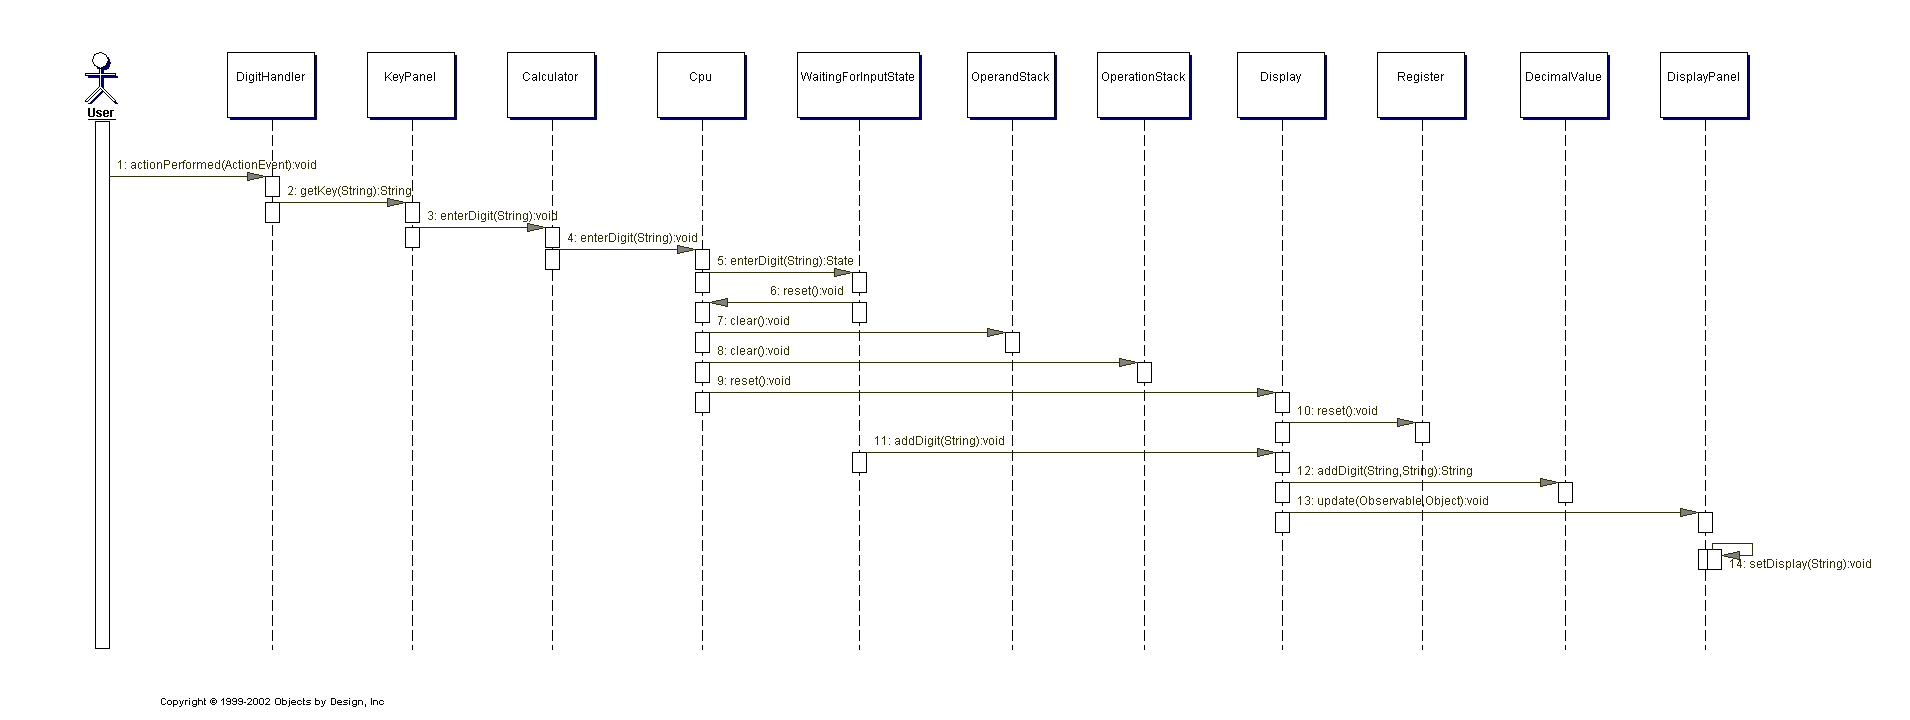 DigitHandler
KeyPanel
Calculator
Cpu
WaitingForInputState
OperandStack
OperationStack
Display
Register
DecimalValue
DisplayPanel
User
1: actionPerformed(ActionEvent):void
2: getKey(String):String
3: enterDigit(String):void
4: enterDigit(String):void
5: enterDigit(String):State
6: reset():void
7: clear():void
8: clear():void
9: reset():void
10: reset():void
11: addDigit(String):void
12: addDigit(String,String):String
13: update(Observable,Object):void
14: setDisplay(String):void
Copyright © 1999-2002 Objects by Design, Inc